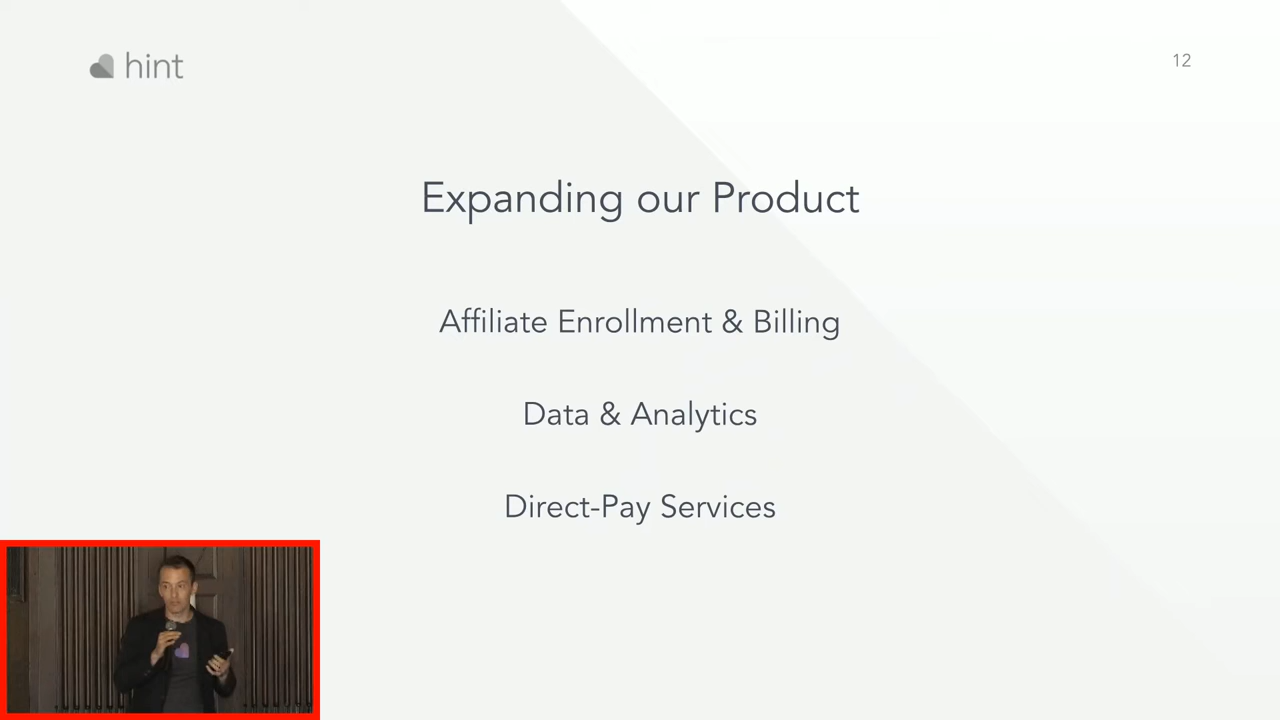 hint
12
Expanding our Product
Affiliate Enrollment & Billing
Data & Analytics
Direct-Pay Services